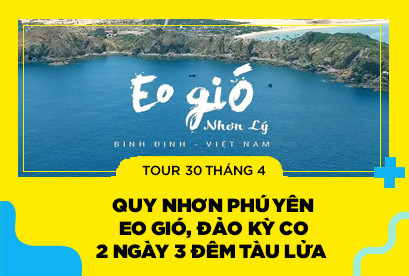 Eo gió
Nhơn Lý
BÌNH ĐỊNH - VIỆT NAM
TOUR 30 THÁNG 4
QUY NHƠN PHÚ YÊN
EO GIÓ, ĐẢO KỲ CO
2 NGÀY 3 ĐÊM TÀU LỬA